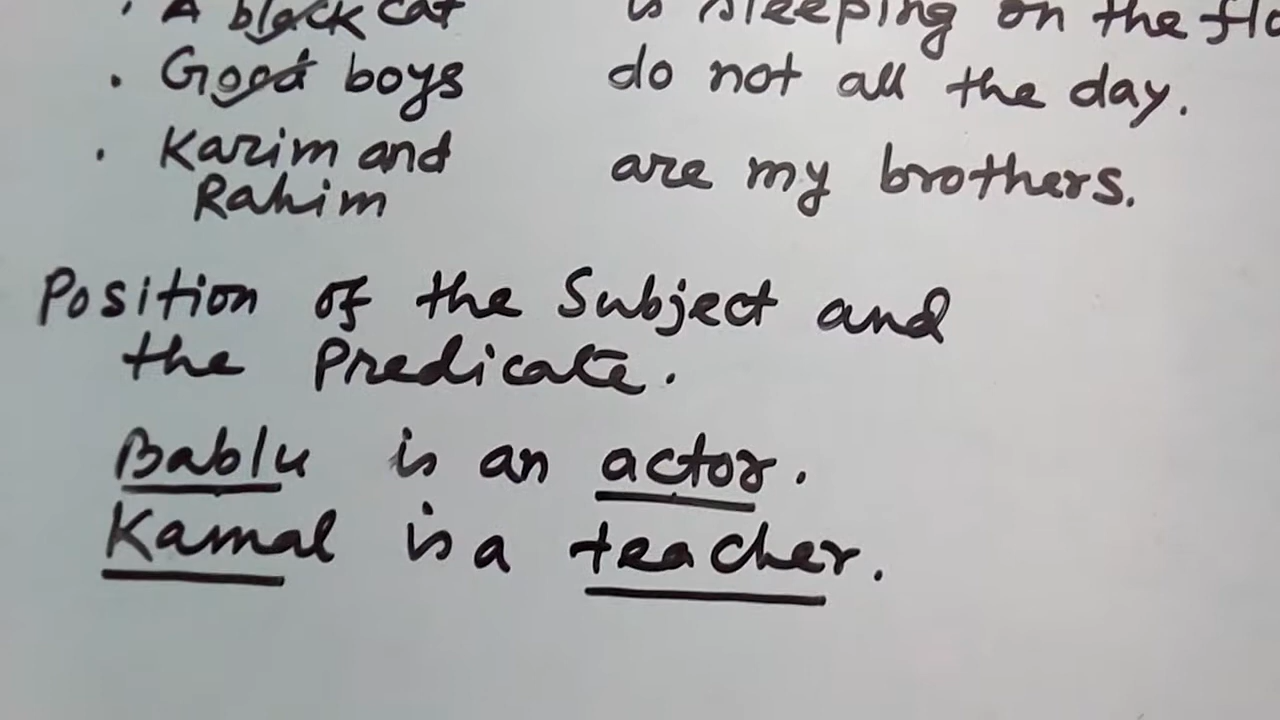 A black cat is sleeping on the flo
. Good boys do not all the day.
. Karim and are my brothers.
Rahim
Position of the Subject and
the Predicate.
Bablu is an actor.
Kamal is a teacher.